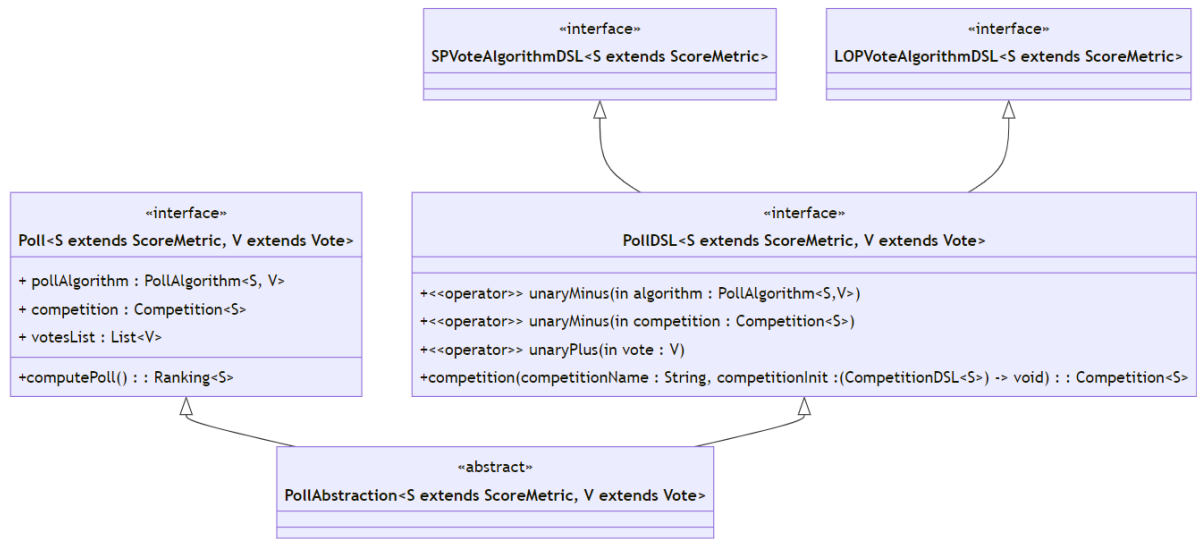 «interface»
SPVoteAlgorithmDSL<S extends ScoreMetric>
«interface»
LOPVoteAlgorithmDSL<S extends ScoreMetric>
«interface»
Poll<S extends ScoreMetric, V extends Vote>
+ pollAlgorithm : PollAlgorithm<S, V>
+ competition : Competition<S>
+ votesList : List<V>
+computePoll() : : Ranking<S>
«interface»
PollDSL<S extends ScoreMetric, V extends Vote>
+<<operator>> unaryMinus(in algorithm : PollAlgorithm<S,V>)
+<<operator>> unaryMinus(in competition : Competition<S>)
+<<operator>> unaryPlus(in vote : V)
+competition(competitionName : String, competitionInit :(CompetitionDSL<S>) -> void) : : Competition<S>
«abstract»
PollAbstraction<S extends ScoreMetric, V extends Vote>